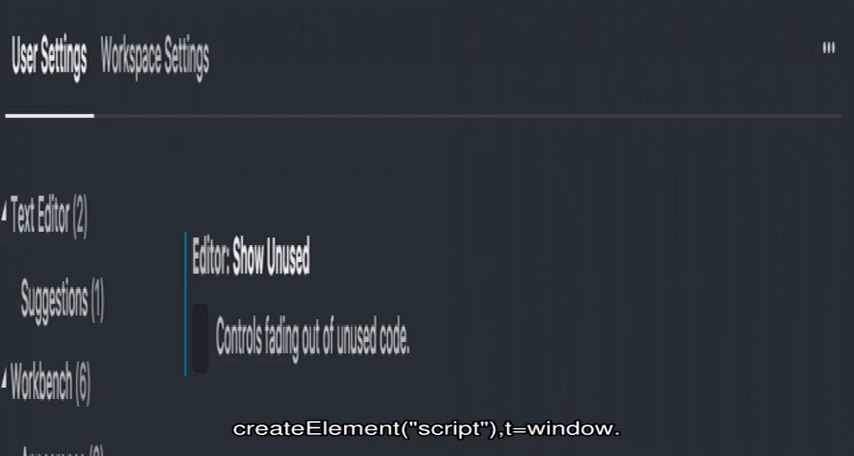 User Settings Workspace Settings
Text Editor (2)
Editor: Show Unused
Suggestions (1)
Controls fading out of unused code.
Workbench (6)
createElement("script"),t=window.